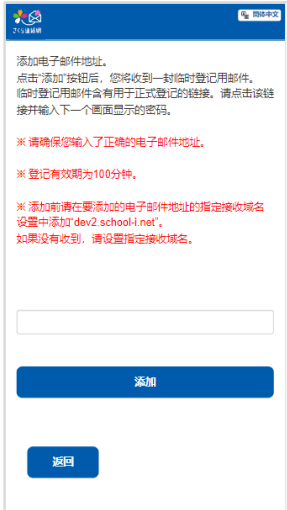 简体中文
さくら連絡網
添加电子邮件地址。
点击“添加”按钮后，您将收到一封临时登记用邮件。
临时登记用邮件含有用于正式登记的链接。请点击该链
接并输入下一个画面显示的密码。
※ 请确保您输入了正确的电子邮件地址。
※ 登记有效期为100分钟。
※ 添加前请在要添加的电子邮件地址的指定接收域名
设置中添加“dev2.school-i.net”。
如果没有收到，请设置指定接收域名。
添加
返回